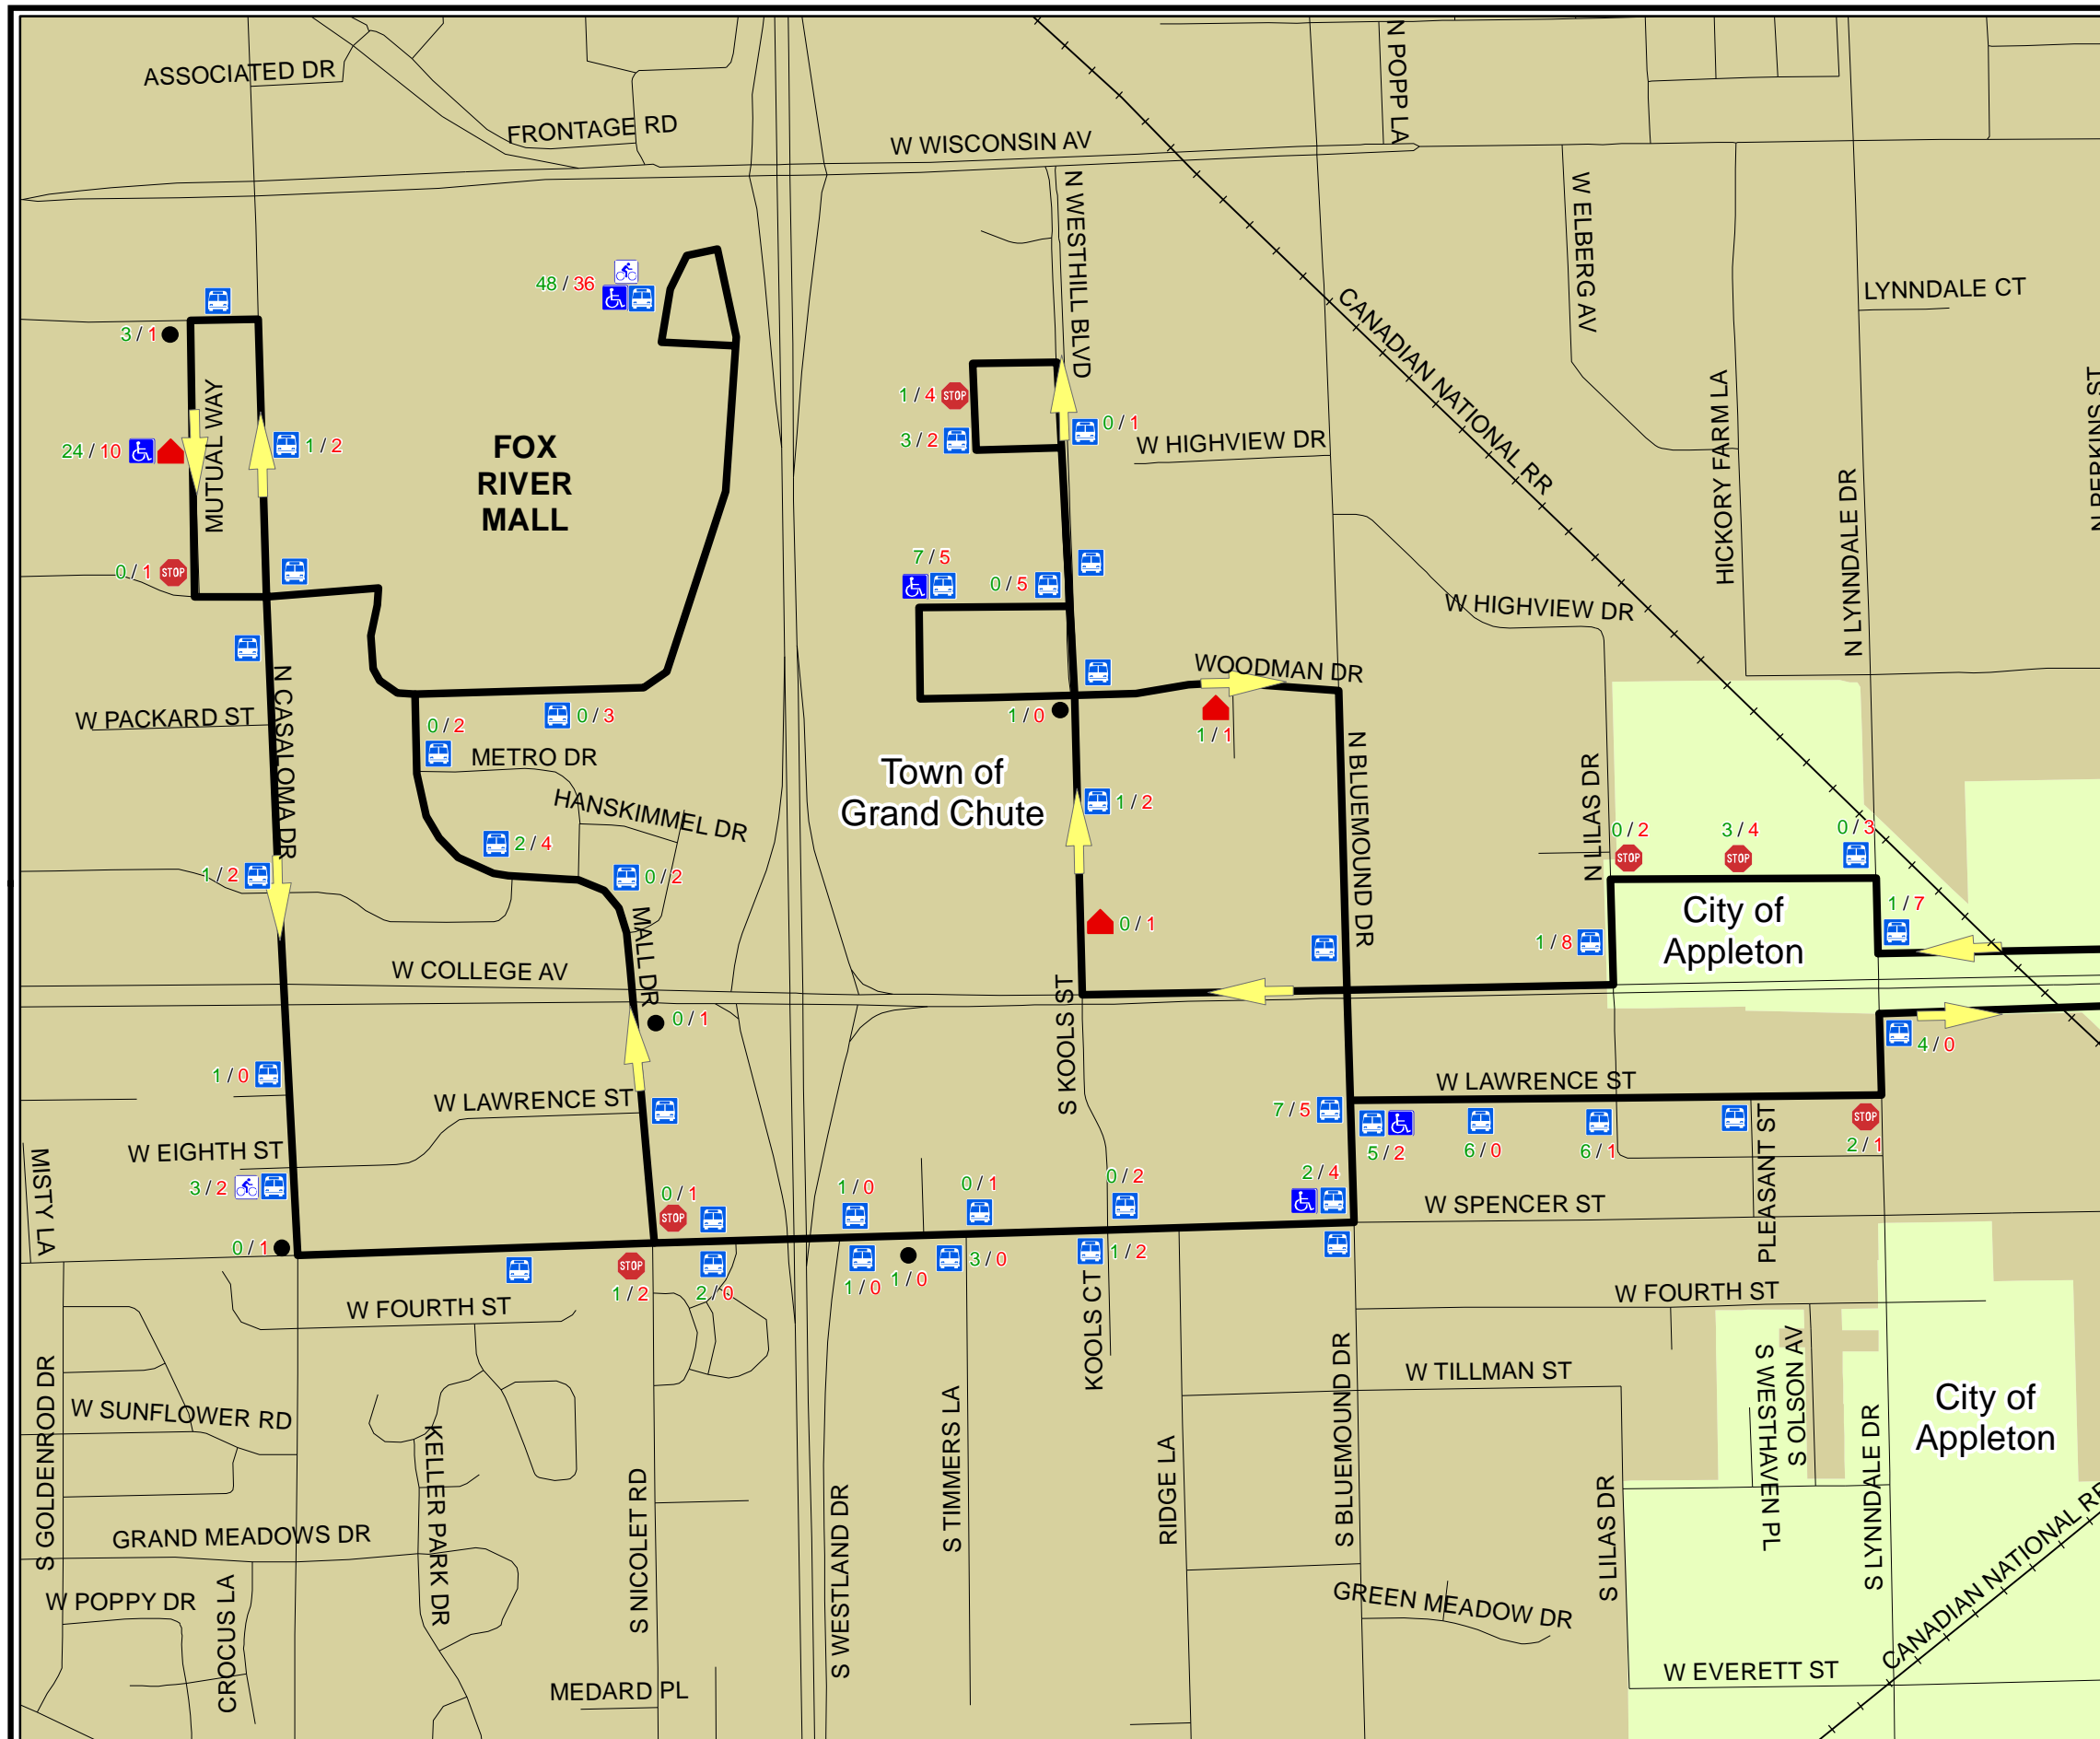 N POPP LA
ASSOCIATED DR
FRONTAGE RD
W WISCONSIN AV
N WESTHILL BLVD
W ELBERG AV
48 / 36
LYNNDALE CT
CANADIAN NATIONAL RR
3 / 1
MUTUAL WAY
HICKORY FARM LA
N PERKINS ST
1 / 4
STOP
0 / 1
3 / 2
W HIGHVIEW DR
24 / 10
1 / 2
FOX
RIVER
MALL
N LYNNDALE DR
7 / 5
0 / 5
0 / 1
STOP
W HIGHVIEW DR
WOODMAN DR
N CASALOMA DR
W PACKARD ST
0 / 2
0 / 3
1 / 0
1 / 1
METRO DR
Town of
Grand Chute
N BLUEMOUND DR
N LILAS DR
HANSKIMMEL DR
1 / 2
0 / 2
3 / 4
0 / 3
STOP
STOP
2 / 4
1 / 2
0 / 2
MALL DR
0 / 1
City of
Appleton
1 / 7
1 / 8
W COLLEGE AV
0 / 1
S KOOLS ST
4 / 0
1 / 0
W LAWRENCE ST
W LAWRENCE ST
7 / 5
5 / 2
6 / 0
6 / 1
STOP
2 / 1
PLEASANT ST
W EIGHTH ST
MISTY LA
3 / 2
0 / 1
STOP
1 / 0
0 / 1
0 / 2
2 / 4
W SPENCER ST
0 / 1
STOP
1 / 2
2 / 0
1 / 0
1 / 0
3 / 0
1 / 2
KOOLS CT
W FOURTH ST
W FOURTH ST
S GOLDENROD DR
W SUNFLOWER RD
KELLER PARK DR
S NICOLET RD
S WESTLAND DR
S TIMMERS LA
RIDGE LA
S BLUEMOUND DR
W TILLMAN ST
S WESTHAVEN PL
S OLSON AV
S LYNNDALE DR
City of
Appleton
S LILAS DR
GRAND MEADOWS DR
W POPPY DR
CROCUS LA
GREEN MEADOW DR
CANADIAN NATIONAL RR
W EVERETT ST
MEDARD PL